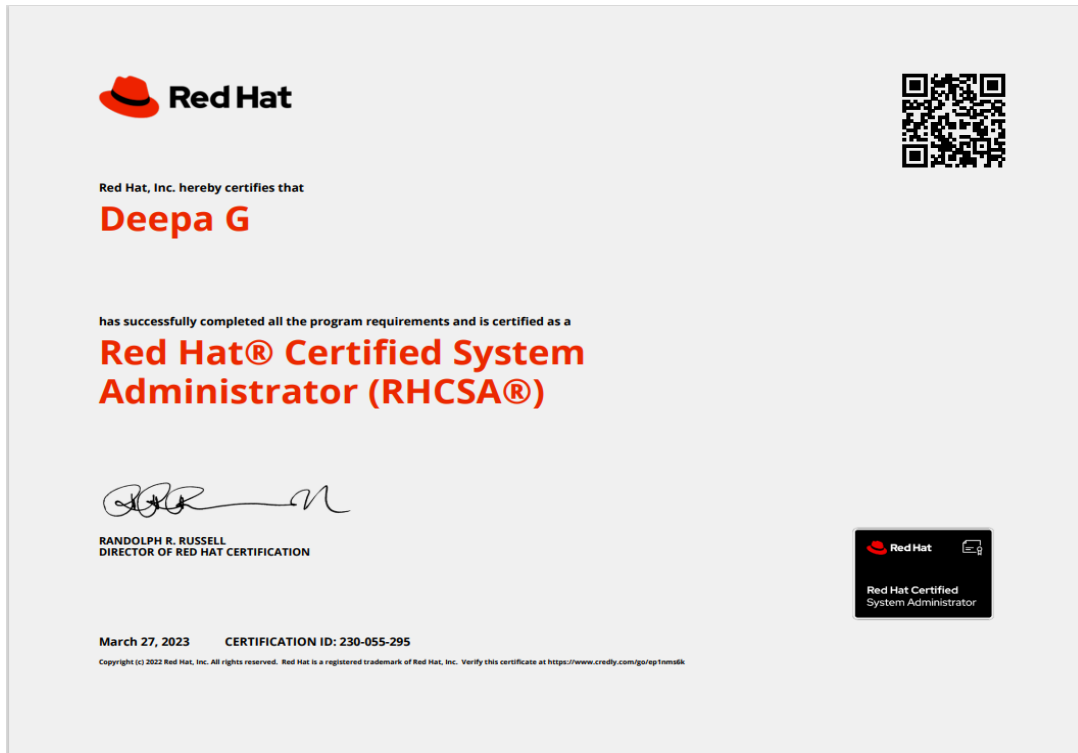 Red Hat
Red Hat, Inc. hereby certifies that
Deepa G
has successfully completed all the program requirements and is certified as a
Red Hat® Certified System
Administrator (RHCSA®)
RANDOLPH R. RUSSELL
DIRECTOR OF RED HAT CERTIFICATION
Red Hat
Red Hat Certified
System Administrator
March 27, 2023 CERTIFICATION ID: 230-055-295
Copyright (c) 2022 Red Hat, Inc. All rights reserved. Red Hat is a registered trademark of Red Hat, Inc. Verify this certificate at https://www.credly.com/go/ep1nms6k